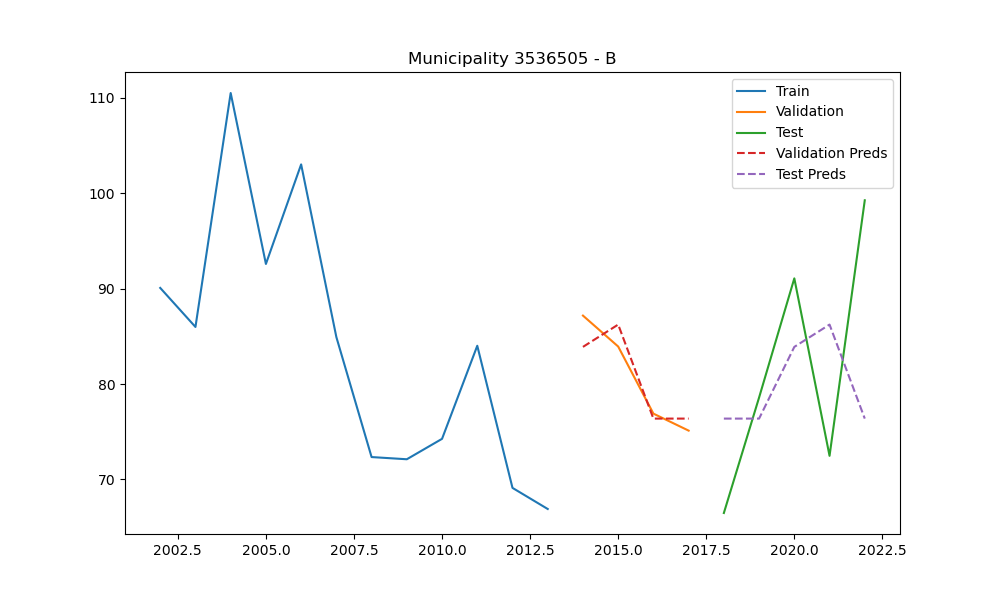 Municipality 3536505 - B
Train
Validation
Test
Validation Preds
Test Preds
110
100
90
80
70
2002.5 2005.0 2007.5 2010.0 2012.5 2015.0 2017.5 2020.0 2022.5